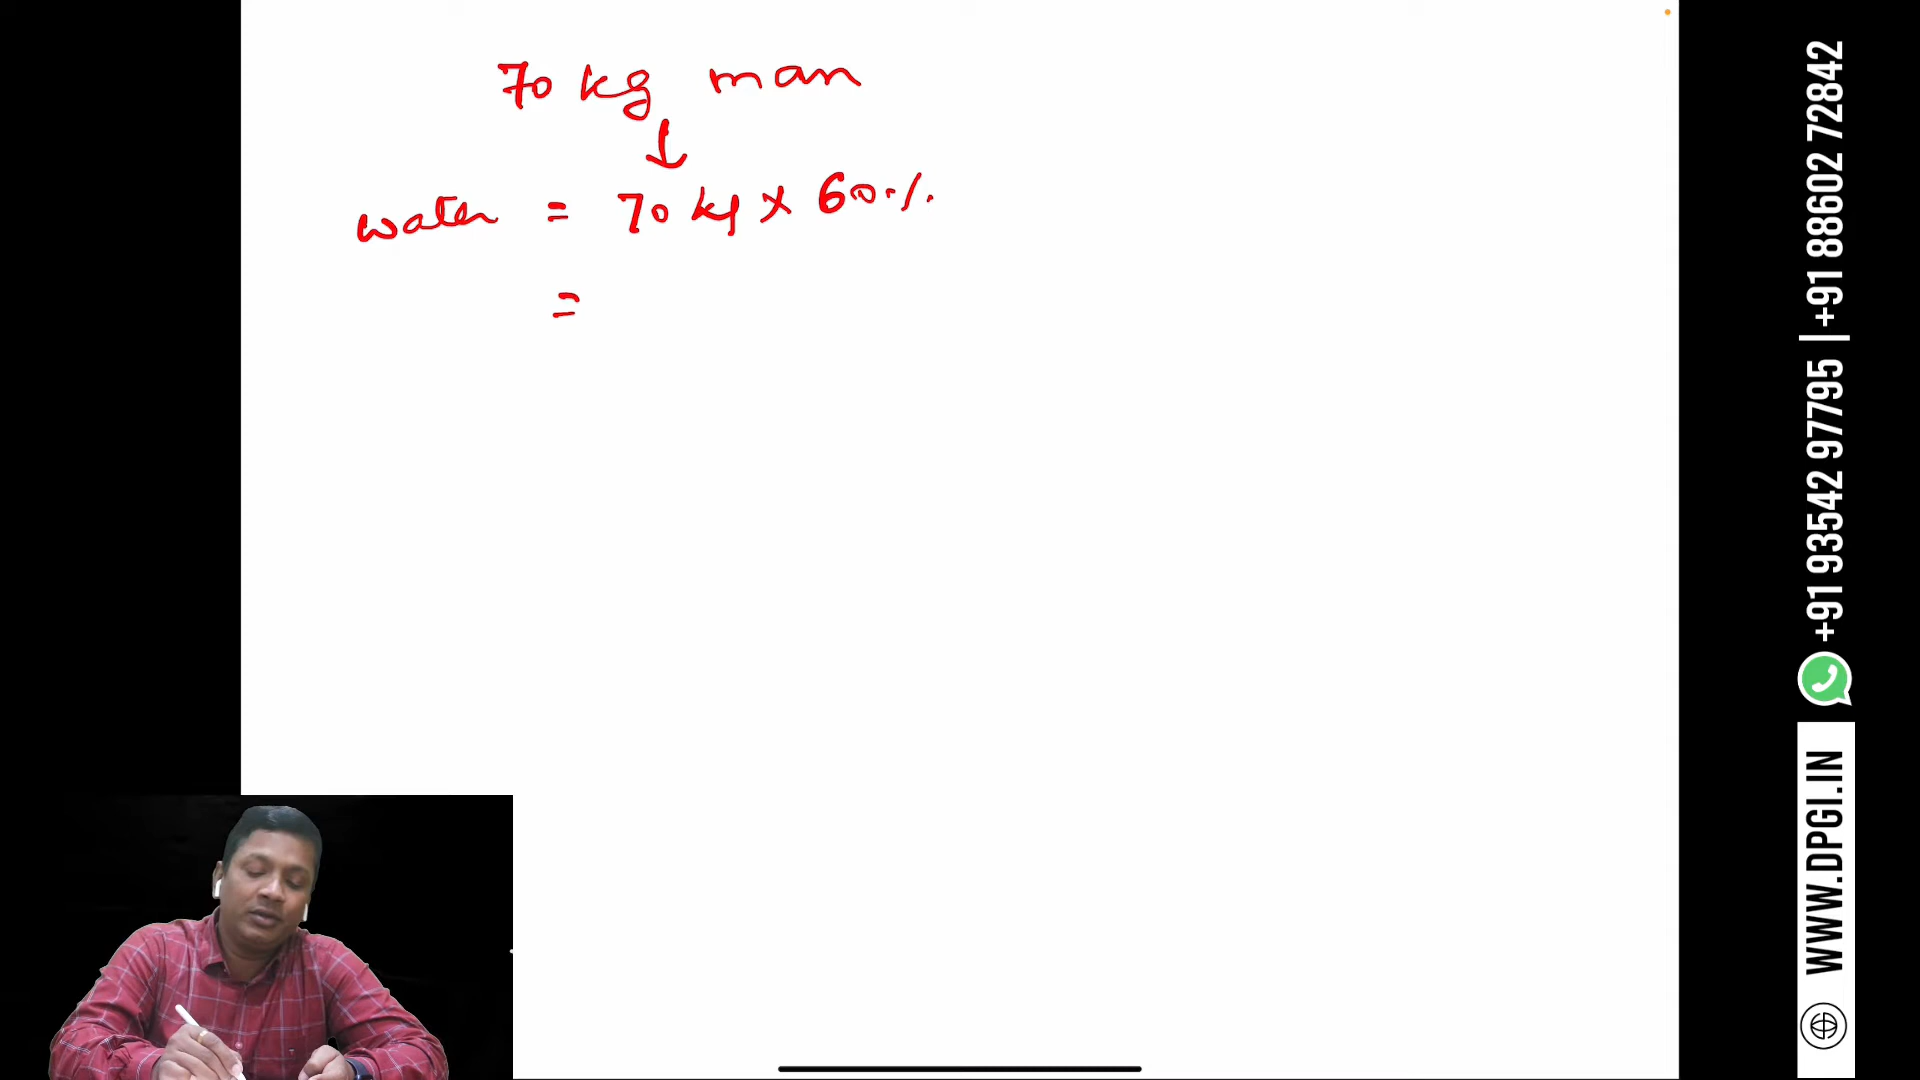 70 kg man
↓
water = 70 kg x 60%
=
+91 93542 97795 | +91 88602 72842
WWW.DPGI.IN